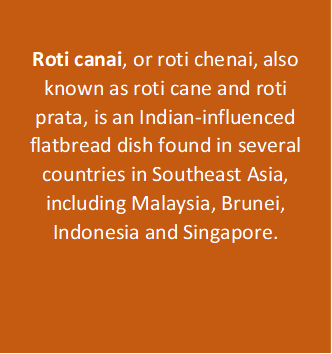 Roti canai, or roti chenai, also
known as roti cane and roti
prata, is an Indian-influenced
flatbread dish found in several
countries in Southeast Asia,
including Malaysia, Brunei,
Indonesia and Singapore.